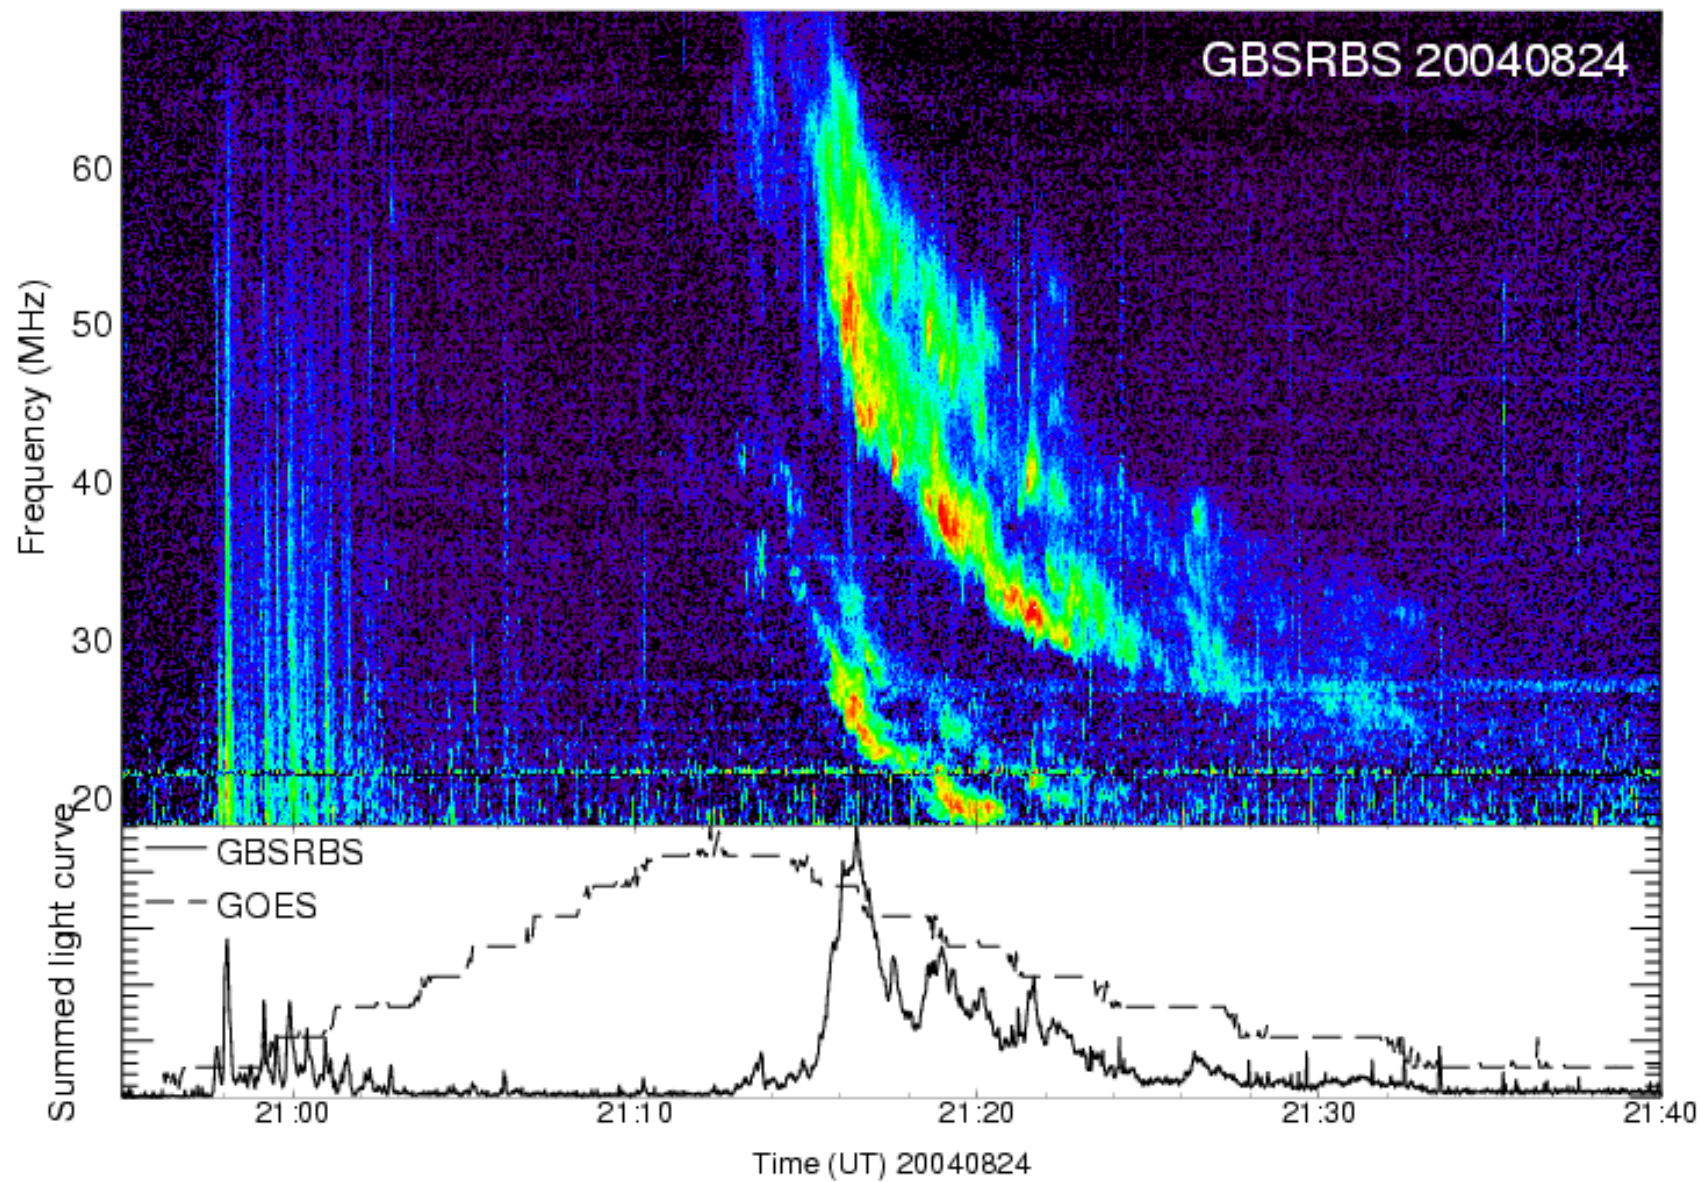 GBSRBS 20040824
60
50
40
30
20
Frequency (MHz)
GBSRBS
GOES
Summed light curve
21:00
21:10
21:20
21:30
21:40
Time (UT) 20040824